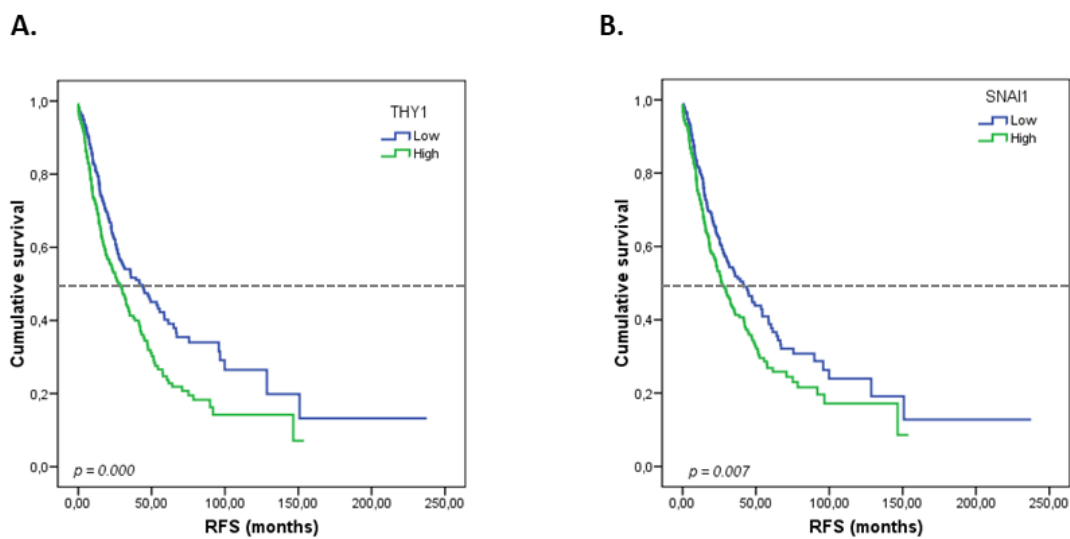 A.
THY1
Low
High
Cumulative survival
1,0
0,8
0,6
0,4
0,2
0,0
p = 0.000
0,00 50,00 100,00 150,00 200,00 250,00
RFS (months)
B.
SNAI1
Low
High
Cumulative survival
1,0
0,8
0,6
0,4
0,2
0,0
p = 0.007
0,00 50,00 100,00 150,00 200,00 250,00
RFS (months)